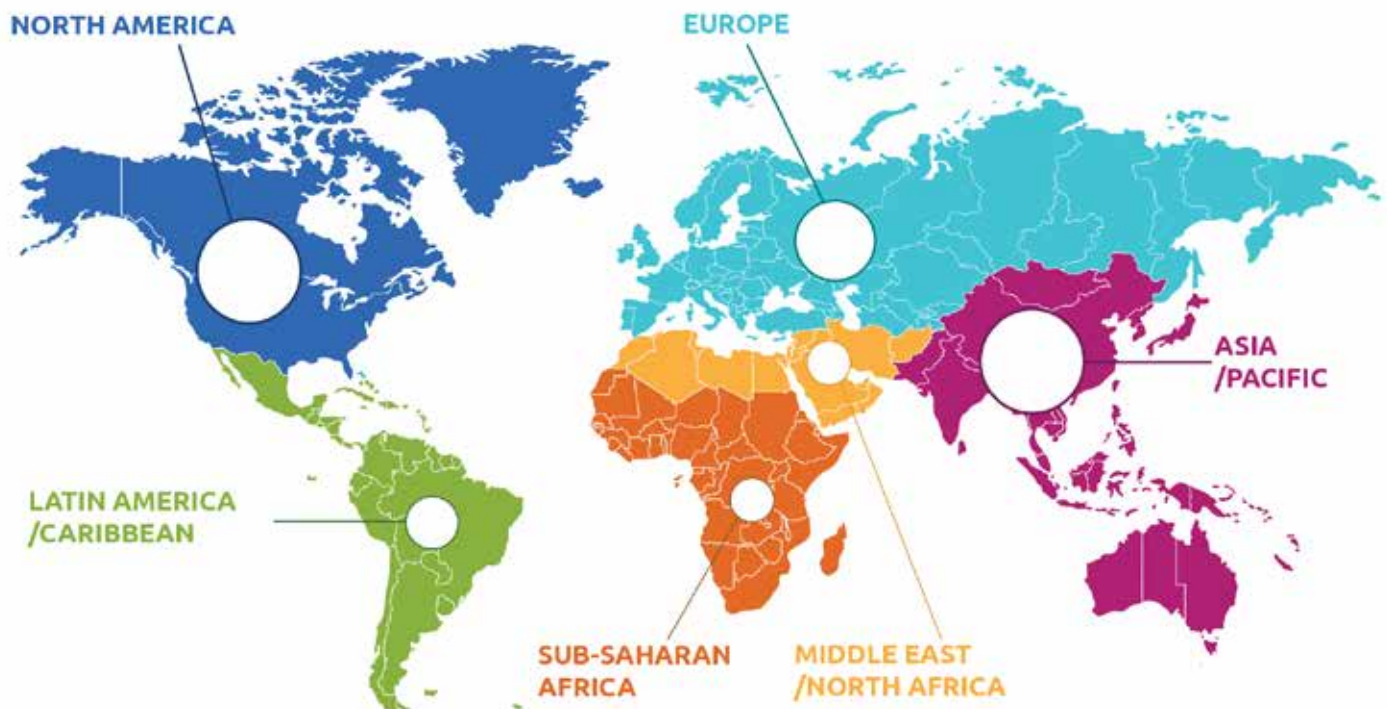 NORTH AMERICA
EUROPE
ASIA
/PACIFIC
LATIN AMERICA
/CARIBBEAN
SUB-SAHARAN
AFRICA
MIDDLE EAST
/NORTH AFRICA